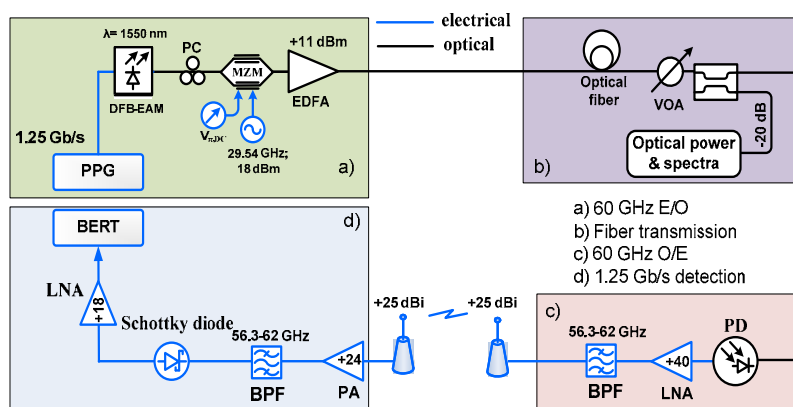 electrical
optical
λ= 1550 nm
PC
MZM
+11 dBm
EDFA
DFB-EAM
1.25 Gb/s
PPG
29.54 GHz;
18 dBm
a)
Optical
fiber
VOA
-20 dB
Optical power
& spectra
b)
a) 60 GHz E/O
b) Fiber transmission
c) 60 GHz O/E
d) 1.25 Gb/s detection
BERT
d)
LNA
+18
Schottky diode
56.3-62 GHz
BPF
+24
PA
+25 dBi
+25 dBi
c)
56.3-62 GHz
BPF
+40
LNA
PD